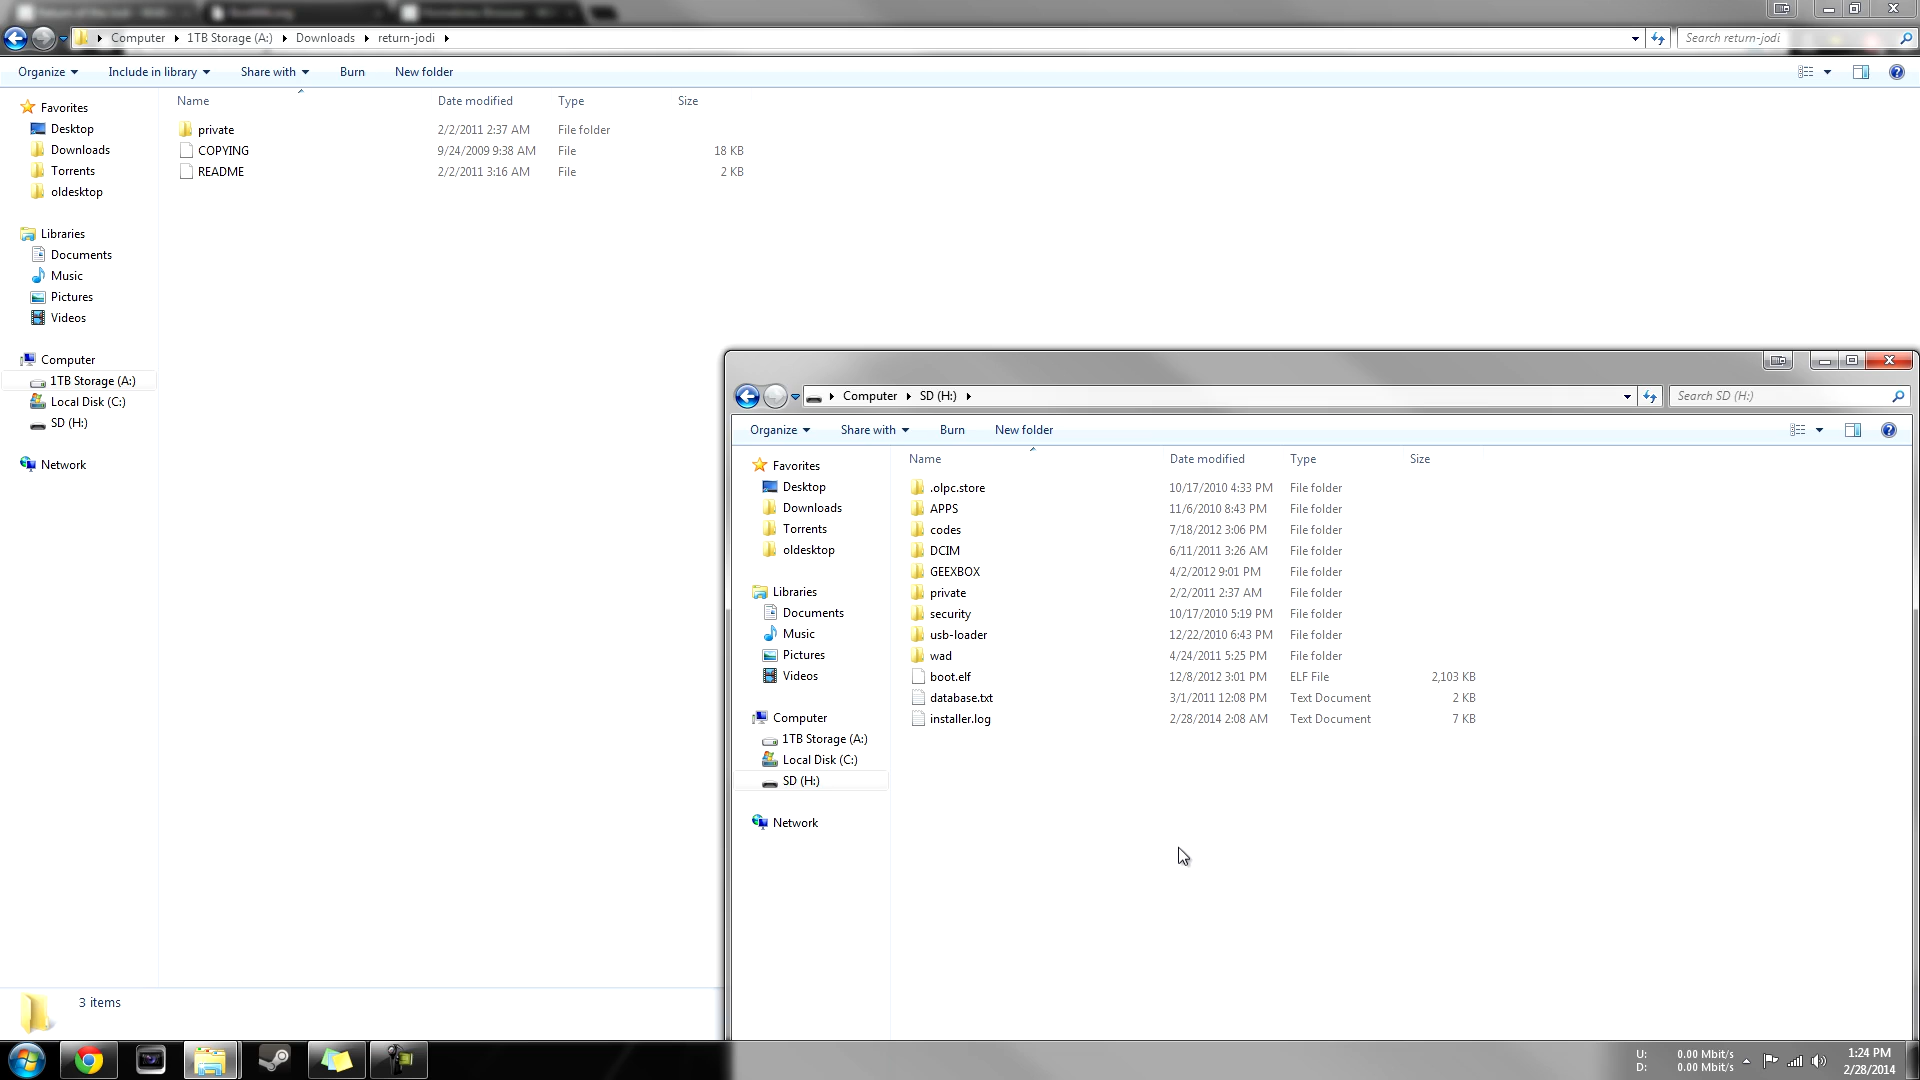 Computer 1TB Storage (A:) Downloads return-jodi
Search return-jodi
Organize Include in library Share with Burn New folder
Name Date modified Type Size
private 2/2/2011 2:37 AM File folder
COPYING 9/24/2009 9:38 AM File 18 KB
README 2/2/2011 3:16 AM File 2 KB
Favorites
Desktop
Downloads
Torrents
oldesktop
Libraries
Documents
Music
Pictures
Videos
Computer
1TB Storage (A:)
Local Disk (C:)
SD (H:)
Network
3 items
Computer SD (H:)
Search SD (H:)
Organize Share with Burn New folder
Favorites
Desktop
Downloads
Torrents
oldesktop
Libraries
Documents
Music
Pictures
Videos
Computer
1TB Storage (A:)
Local Disk (C:)
SD (H:)
Network
Name Date modified Type Size
.olpc.store 10/17/2010 4:33 PM File folder
APPS 11/6/2010 8:43 PM File folder
codes 7/18/2012 3:06 PM File folder
DCIM 6/11/2011 3:26 AM File folder
GEEXBOX 4/2/2012 9:01 PM File folder
private 2/2/2011 2:37 AM File folder
security 10/17/2010 5:19 PM File folder
usb-loader 12/22/2010 6:43 PM File folder
wad 4/24/2011 5:25 PM File folder
boot.elf 12/8/2012 3:01 PM ELF File 2,103 KB
database.txt 3/1/2011 12:08 PM Text Document 2 KB
installer.log 2/28/2014 2:08 AM Text Document 7 KB
U: 0.00 Mbit/s
D: 0.00 Mbit/s
1:24 PM
2/28/2014